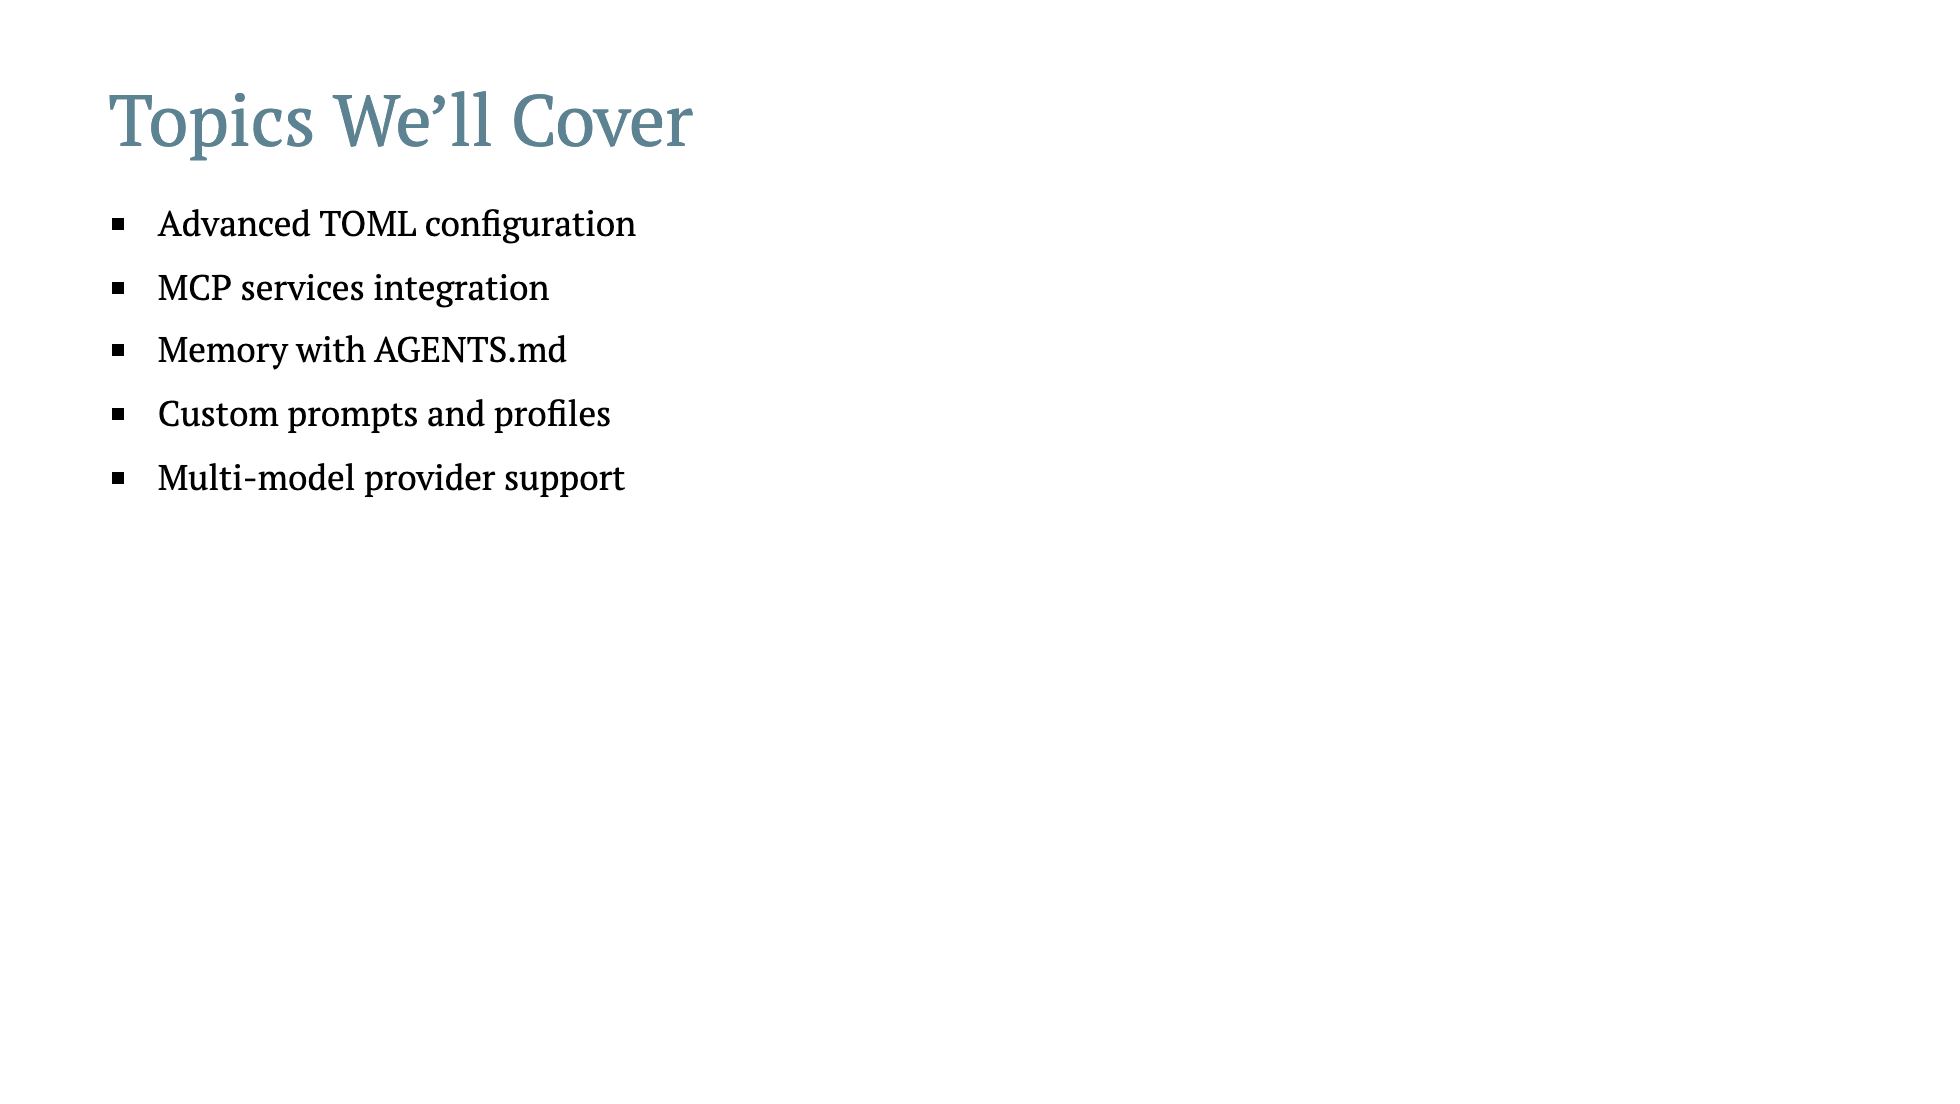 Topics We’ll Cover
▪ Advanced TOML configuration
▪ MCP services integration
▪ Memory with AGENTS.md
▪ Custom prompts and profiles
▪ Multi-model provider support